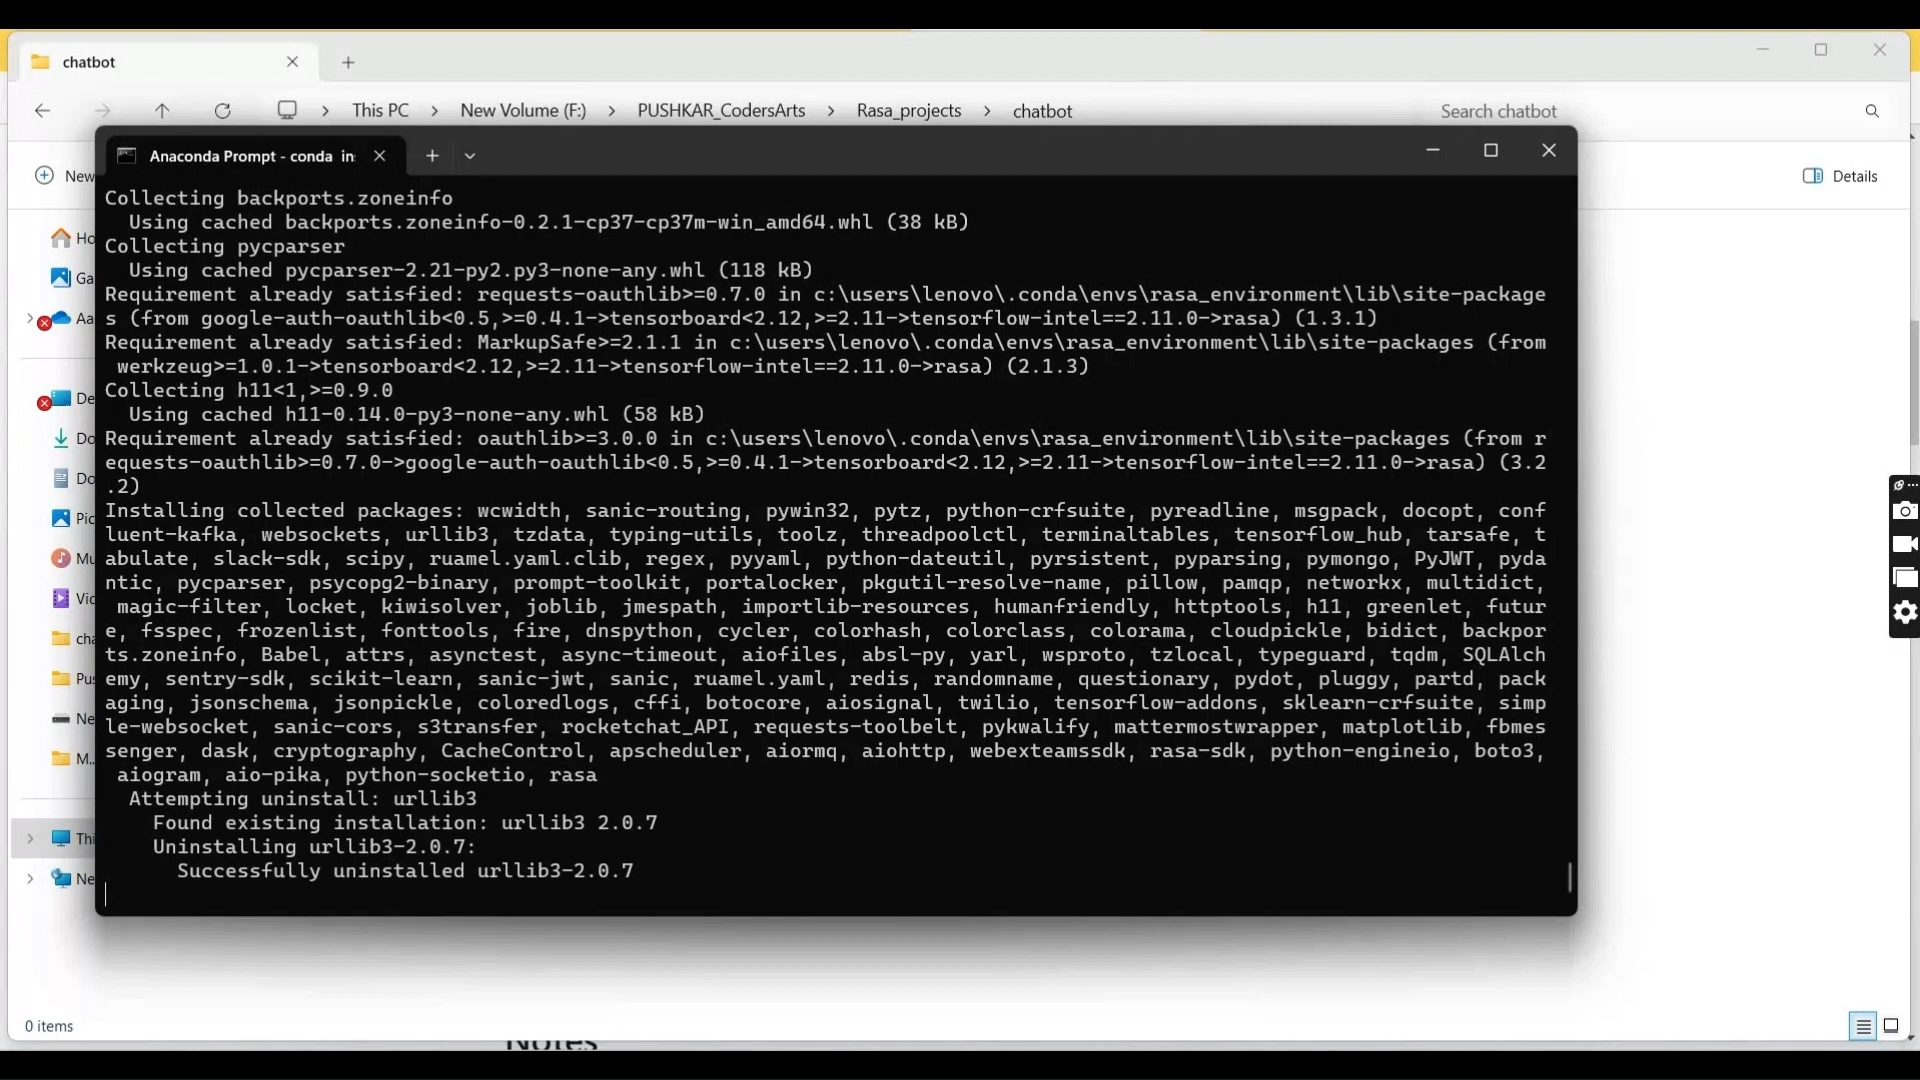 chatbot
This PC > New Volume (F:) > PUSHKAR_CodersArts > Rasa_projects > chatbot
Search chatbot
Anaconda Prompt - conda in
New
Details
Collecting backports.zoneinfo
Using cached backports.zoneinfo-0.2.1-cp37-cp37m-win_amd64.whl (38 kB)
Collecting pycparser
Using cached pycparser-2.21-py2.py3-none-any.whl (118 kB)
Requirement already satisfied: requests-oauthlib>=0.7.0 in c:\users\lenovo\.conda\envs\rasa_environment\lib\site-package
s (from google-auth-oauthlib<0.5,>=0.4.1->tensorboard<2.12,>=2.11->tensorflow-intel==2.11.0->rasa) (1.3.1)
Requirement already satisfied: MarkupSafe>=2.1.1 in c:\users\lenovo\.conda\envs\rasa_environment\lib\site-packages (from
werkzeug>=1.0.1->tensorboard<2.12,>=2.11->tensorflow-intel==2.11.0->rasa) (2.1.3)
Collecting h11<1,>=0.9.0
Using cached h11-0.14.0-py3-none-any.whl (58 kB)
Requirement already satisfied: oauthlib>=3.0.0 in c:\users\lenovo\.conda\envs\rasa_environment\lib\site-packages (from r
equests-oauthlib>=0.7.0->google-auth-oauthlib<0.5,>=0.4.1->tensorboard<2.12,>=2.11->tensorflow-intel==2.11.0->rasa) (3.2
.2)
Installing collected packages: wcwidth, sanic-routing, pywin32, pytz, python-crfsuite, pyreadline, msgpack, docopt, conf
luent-kafka, websockets, urllib3, tzdata, typing-utils, toolz, threadpoolctl, terminaltables, tensorflow_hub, tarsafe, t
abulate, slack-sdk, scipy, ruamel.yaml.clib, regex, pyyaml, python-dateutil, pyrsistent, pyparsing, pymongo, PyJWT, pyda
ntic, pycparser, psycopg2-binary, prompt-toolkit, portalocker, pkgutil-resolve-name, pillow, pamqp, networkx, multidict,
magic-filter, locket, kiwisolver, joblib, jmespath, importlib-resources, humanfriendly, httptools, h11, greenlet, futur
e, fsspec, frozenlist, fonttools, fire, dnspython, cycler, colorhash, colorclass, colorama, cloudpickle, bidict, backpor
ts.zoneinfo, Babel, attrs, asynctest, async-timeout, aiofiles, absl-py, yarl, wsproto, tzlocal, typeguard, tqdm, SQLAlch
emy, sentry-sdk, scikit-learn, sanic-jwt, sanic, ruamel.yaml, redis, randomname, questionary, pydot, pluggy, partd, pack
aging, jsonschema, jsonpickle, coloredlogs, cffi, botocore, aiosignal, twilio, tensorflow-addons, sklearn-crfsuite, simp
le-websocket, sanic-cors, s3transfer, rocketchat_API, requests-toolbelt, pykwalify, mattermostwrapper, matplotlib, fbmes
senger, dask, cryptography, CacheControl, apscheduler, aiormq, aiohttp, webexteamssdk, rasa-sdk, python-engineio, boto3,
aiogram, aio-pika, python-socketio, rasa
Attempting uninstall: urllib3
Found existing installation: urllib3 2.0.7
Uninstalling urllib3-2.0.7:
Successfully uninstalled urllib3-2.0.7
Ho
Ga
Aa
De
Do
Do
Pic
Mu
Vic
cha
Pus
Ne
M..
Thi
Ne
0 items
Notes